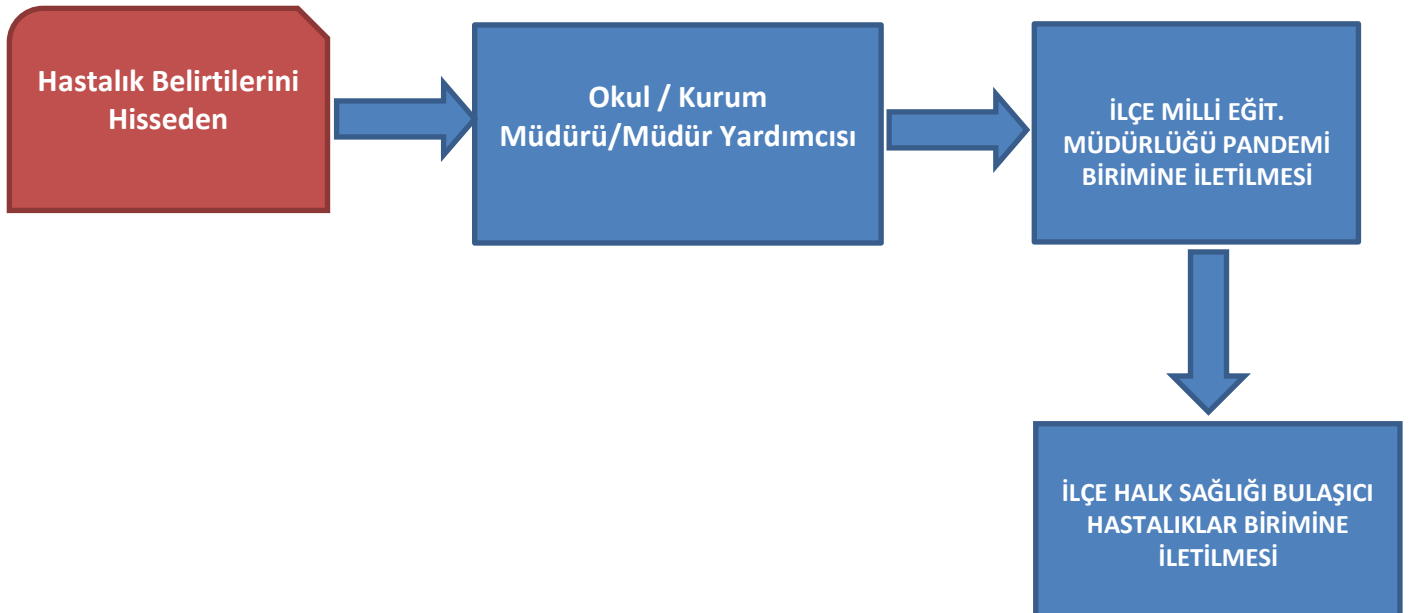 Hastalık Belirtilerini
Hisseden
Okul / Kurum
Müdürü/Müdür Yardımcısı
İLÇE MİLLİ EĞİT.
MÜDÜRLÜĞÜ PANDEMİ
BİRİMİNE İLETİLMESİ
İLÇE HALK SAĞLIĞI BULAŞICI
HASTALIKLAR BİRİMİNE
İLETİLMESİ